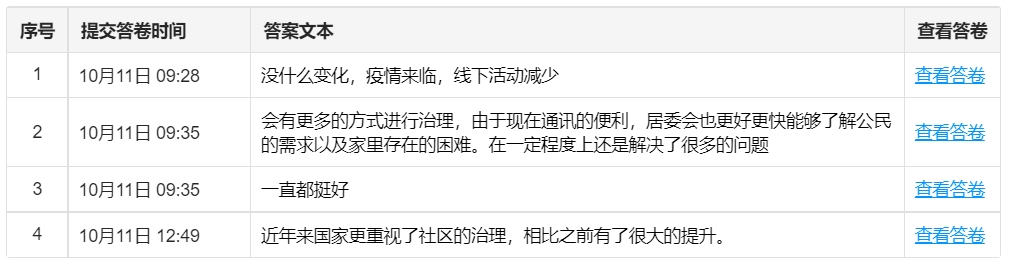 序号 提交答卷时间 答案文本 查看答卷
1 10月11日 09:28 没什么变化，疫情来临，线下活动减少 查看答卷
2 10月11日 09:35 会有更多的方式进行治理，由于现在通讯的便利，居委会也更好更快能够了解公民 查看答卷
的需求以及家里存在的困难。在一定程度上还是解决了很多的问题
3 10月11日 09:35 一直都挺好 查看答卷
4 10月11日 12:49 近年来国家更重视了社区的治理，相比之前有了很大的提升。 查看答卷